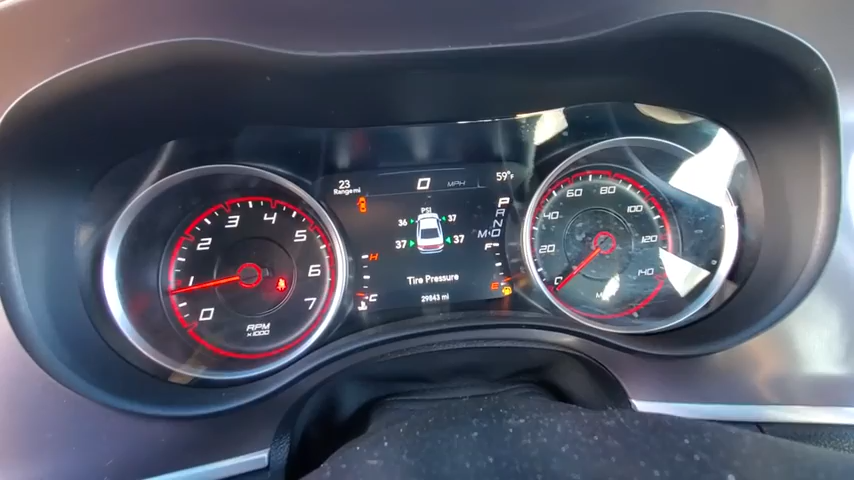 23
Range mi
0 MPH
59°F
PSI
36 37
37 37
Tire Pressure
29843 mi
P
R
N
D
M
H
C
F
E
0 1 2 3 4 5 6 7
RPM
x1000
0 20 40 60 80 100 120 140
MPH